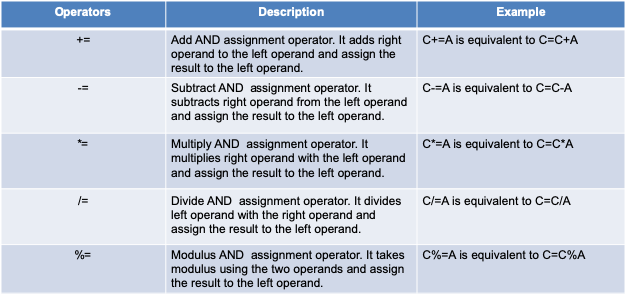 Operators Description Example
+= Add AND assignment operator. It adds right C+=A is equivalent to C=C+A
operand to the left operand and assign the
result to the left operand.
-= Subtract AND assignment operator. It C-=A is equivalent to C=C-A
subtracts right operand from the left operand
and assign the result to the left operand.
*= Multiply AND assignment operator. It C*=A is equivalent to C=C*A
multiplies right operand with the left operand
and assign the result to the left operand.
/= Divide AND assignment operator. It divides C/=A is equivalent to C=C/A
left operand with the right operand and
assign the result to the left operand.
%= Modulus AND assignment operator. It takes C%=A is equivalent to C=C%A
modulus using the two operands and assign
the result to the left operand.